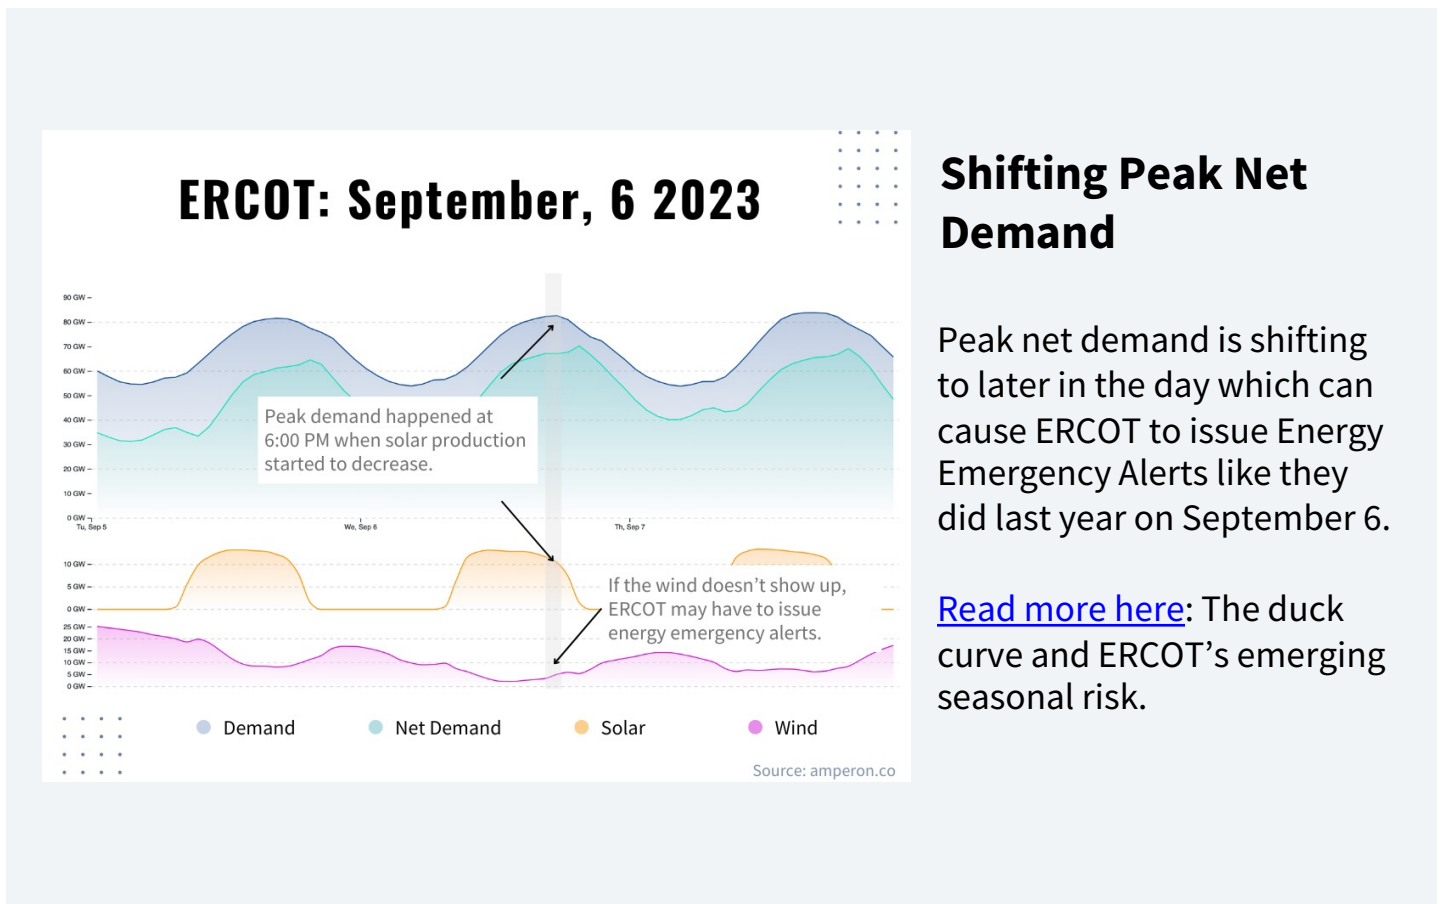 ERCOT: September, 6 2023
90 GW
80 GW
70 GW
60 GW
50 GW
40 GW
30 GW
20 GW
10 GW
0 GW
Tu, Sep 5
We, Sep 6
Th, Sep 7
Peak demand happened at
6:00 PM when solar production
started to decrease.
10 GW
5 GW
0 GW
If the wind doesn’t show up,
ERCOT may have to issue
energy emergency alerts.
25 GW
20 GW
15 GW
10 GW
5 GW
0 GW
Demand
Net Demand
Solar
Wind
Source: amperon.co
Shifting Peak Net
Demand
Peak net demand is shifting
to later in the day which can
cause ERCOT to issue Energy
Emergency Alerts like they
did last year on September 6.
Read more here: The duck
curve and ERCOT’s emerging
seasonal risk.